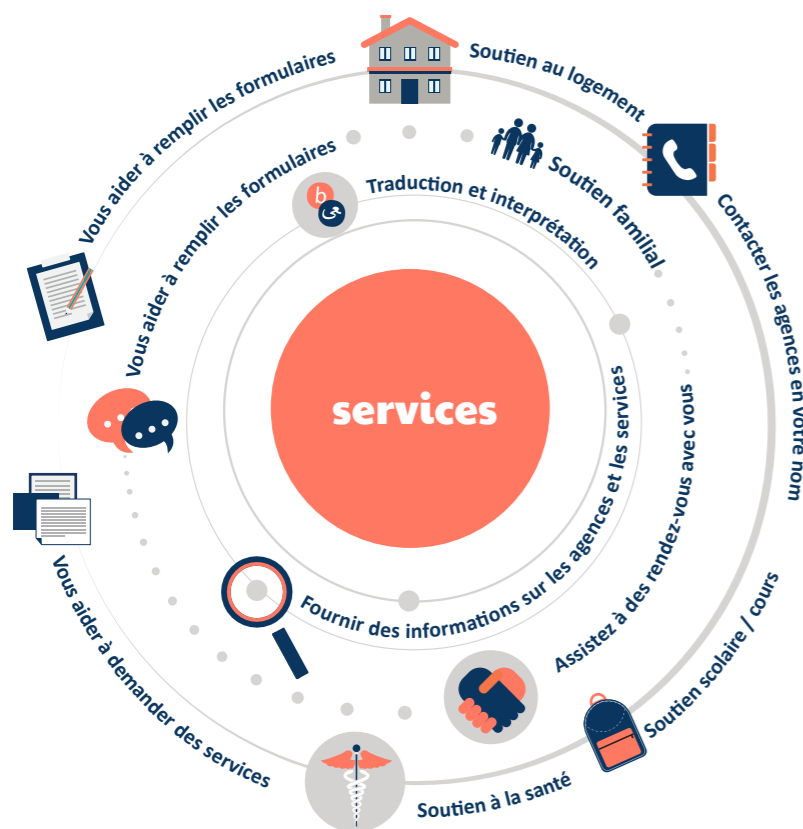 Soutien au logement
Contacter les agences en votre nom
Soutien scolaire / cours
Soutien à la santé
Vous aider à demander des services
Vous aider à remplir les formulaires
Vous aider à remplir les formulaires
Soutien familial
Assistez à des rendez-vous avec vous
Traduction et interprétation
Fournir des informations sur les agences et les services
b
عى
services